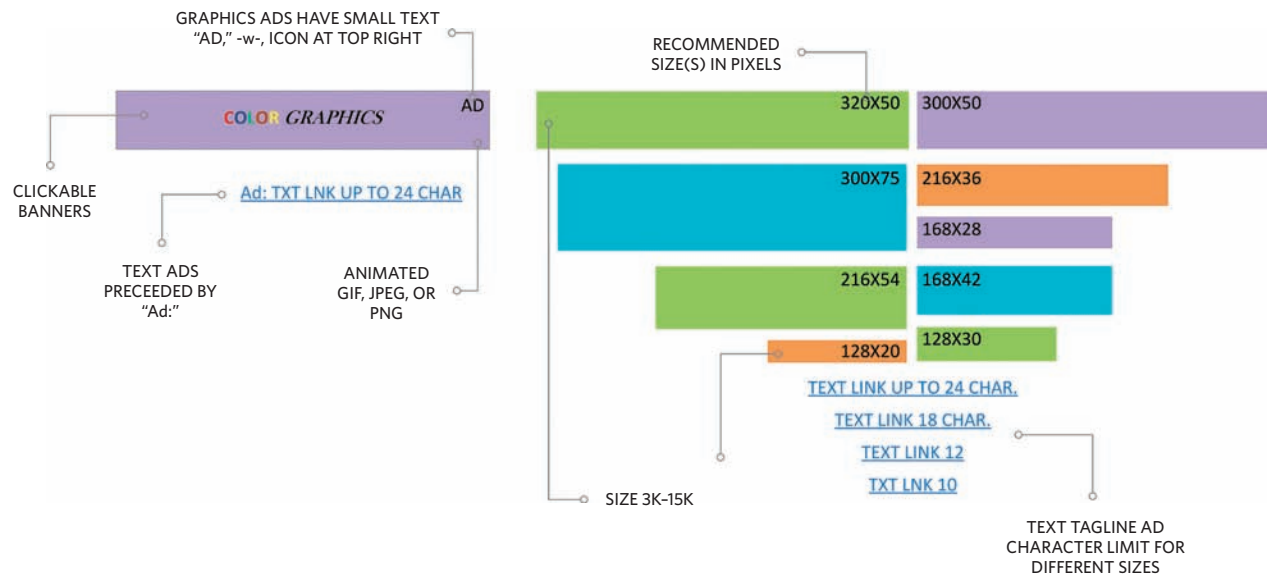 GRAPHICS ADS HAVE SMALL TEXT
“AD,” -w-, ICON AT TOP RIGHT
RECOMMENDED
SIZE(S) IN PIXELS
AD
COLOR GRAPHICS
320X50
300X50
CLICKABLE
BANNERS
Ad: TXT LNK UP TO 24 CHAR
300X75
216X36
168X28
TEXT ADS
PRECEEDED BY
“Ad:”
ANIMATED
GIF, JPEG, OR
PNG
216X54
168X42
128X20
128X30
TEXT LINK UP TO 24 CHAR.
TEXT LINK 18 CHAR.
TEXT LINK 12
TXT LNK 10
SIZE 3K–15K
TEXT TAGLINE AD
CHARACTER LIMIT FOR
DIFFERENT SIZES